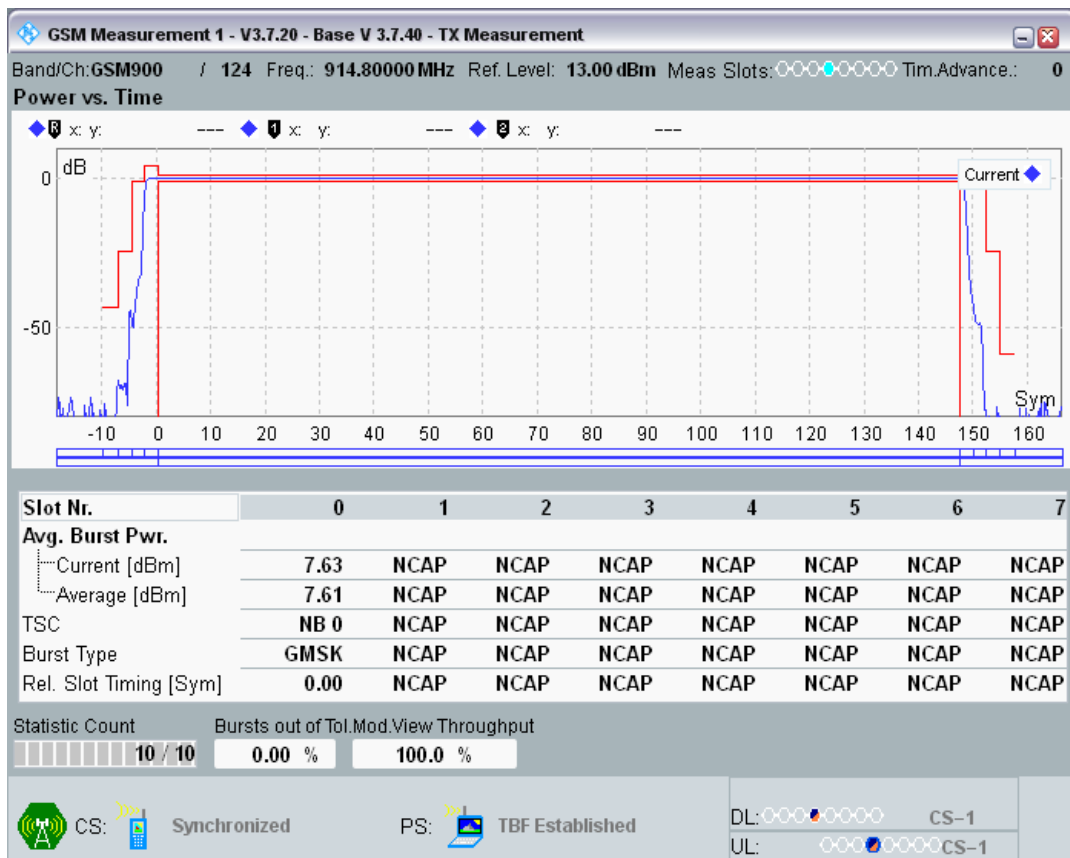 GSM Measurement 1 - V3.7.20 - Base V 3.7.40 - TX Measurement
Band/Ch:GSM900 / 124 Freq.: 914.80000 MHz Ref. Level: 13.00 dBm Meas Slots: Tim.Advance.: 0
Power vs. Time
R x: y: --- 1 x: y: --- 2 x: y: ---
dB
Current
0
-50
Sym
-10 0 10 20 30 40 50 60 70 80 90 100 110 120 130 140 150 160
Slot Nr. 0 1 2 3 4 5 6 7
Avg. Burst Pwr.
Current [dBm] 7.63 NCAP NCAP NCAP NCAP NCAP NCAP NCAP
Average [dBm] 7.61 NCAP NCAP NCAP NCAP NCAP NCAP NCAP
TSC NB 0 NCAP NCAP NCAP NCAP NCAP NCAP NCAP
Burst Type GMSK NCAP NCAP NCAP NCAP NCAP NCAP NCAP
Rel. Slot Timing [Sym] 0.00 NCAP NCAP NCAP NCAP NCAP NCAP NCAP
Statistic Count Bursts out of Tol.Mod.View Throughput
10 / 10 0.00 % 100.0 %
CS: Synchronized PS: TBF Established
DL: CS-1
UL: CS-1